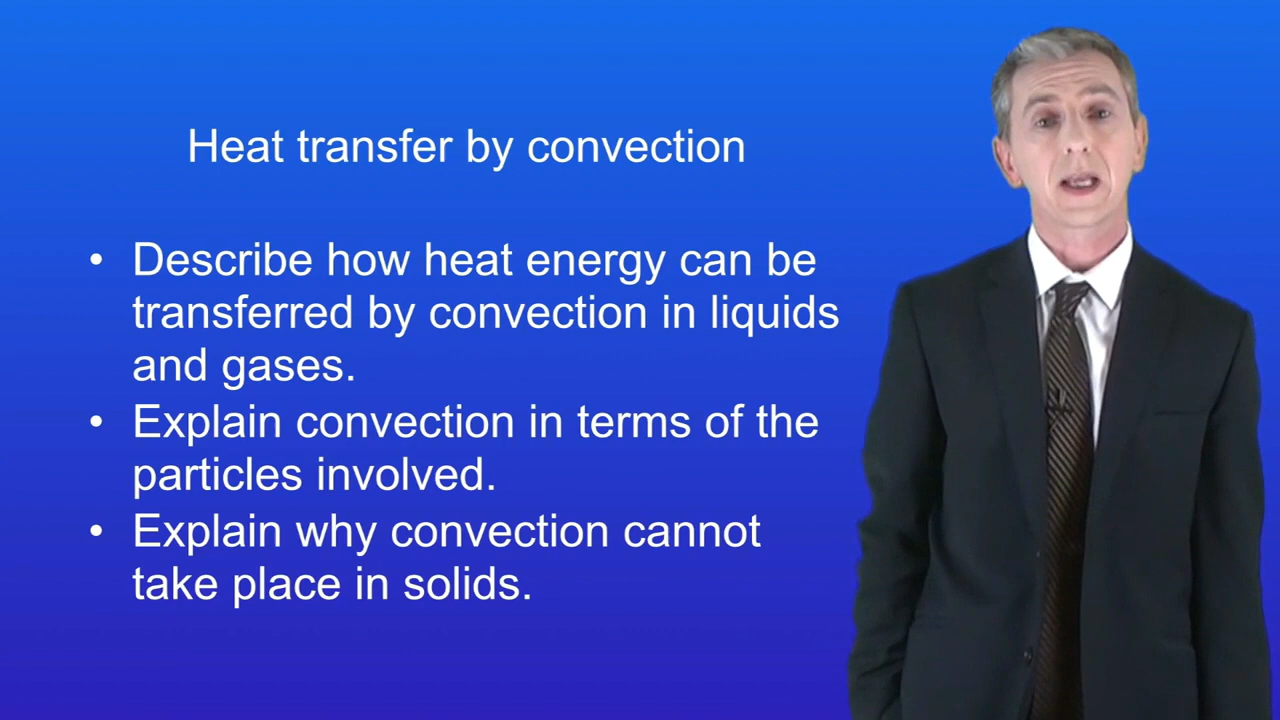 Heat transfer by convection
• Describe how heat energy can be
transferred by convection in liquids
and gases.
• Explain convection in terms of the
particles involved.
• Explain why convection cannot
take place in solids.